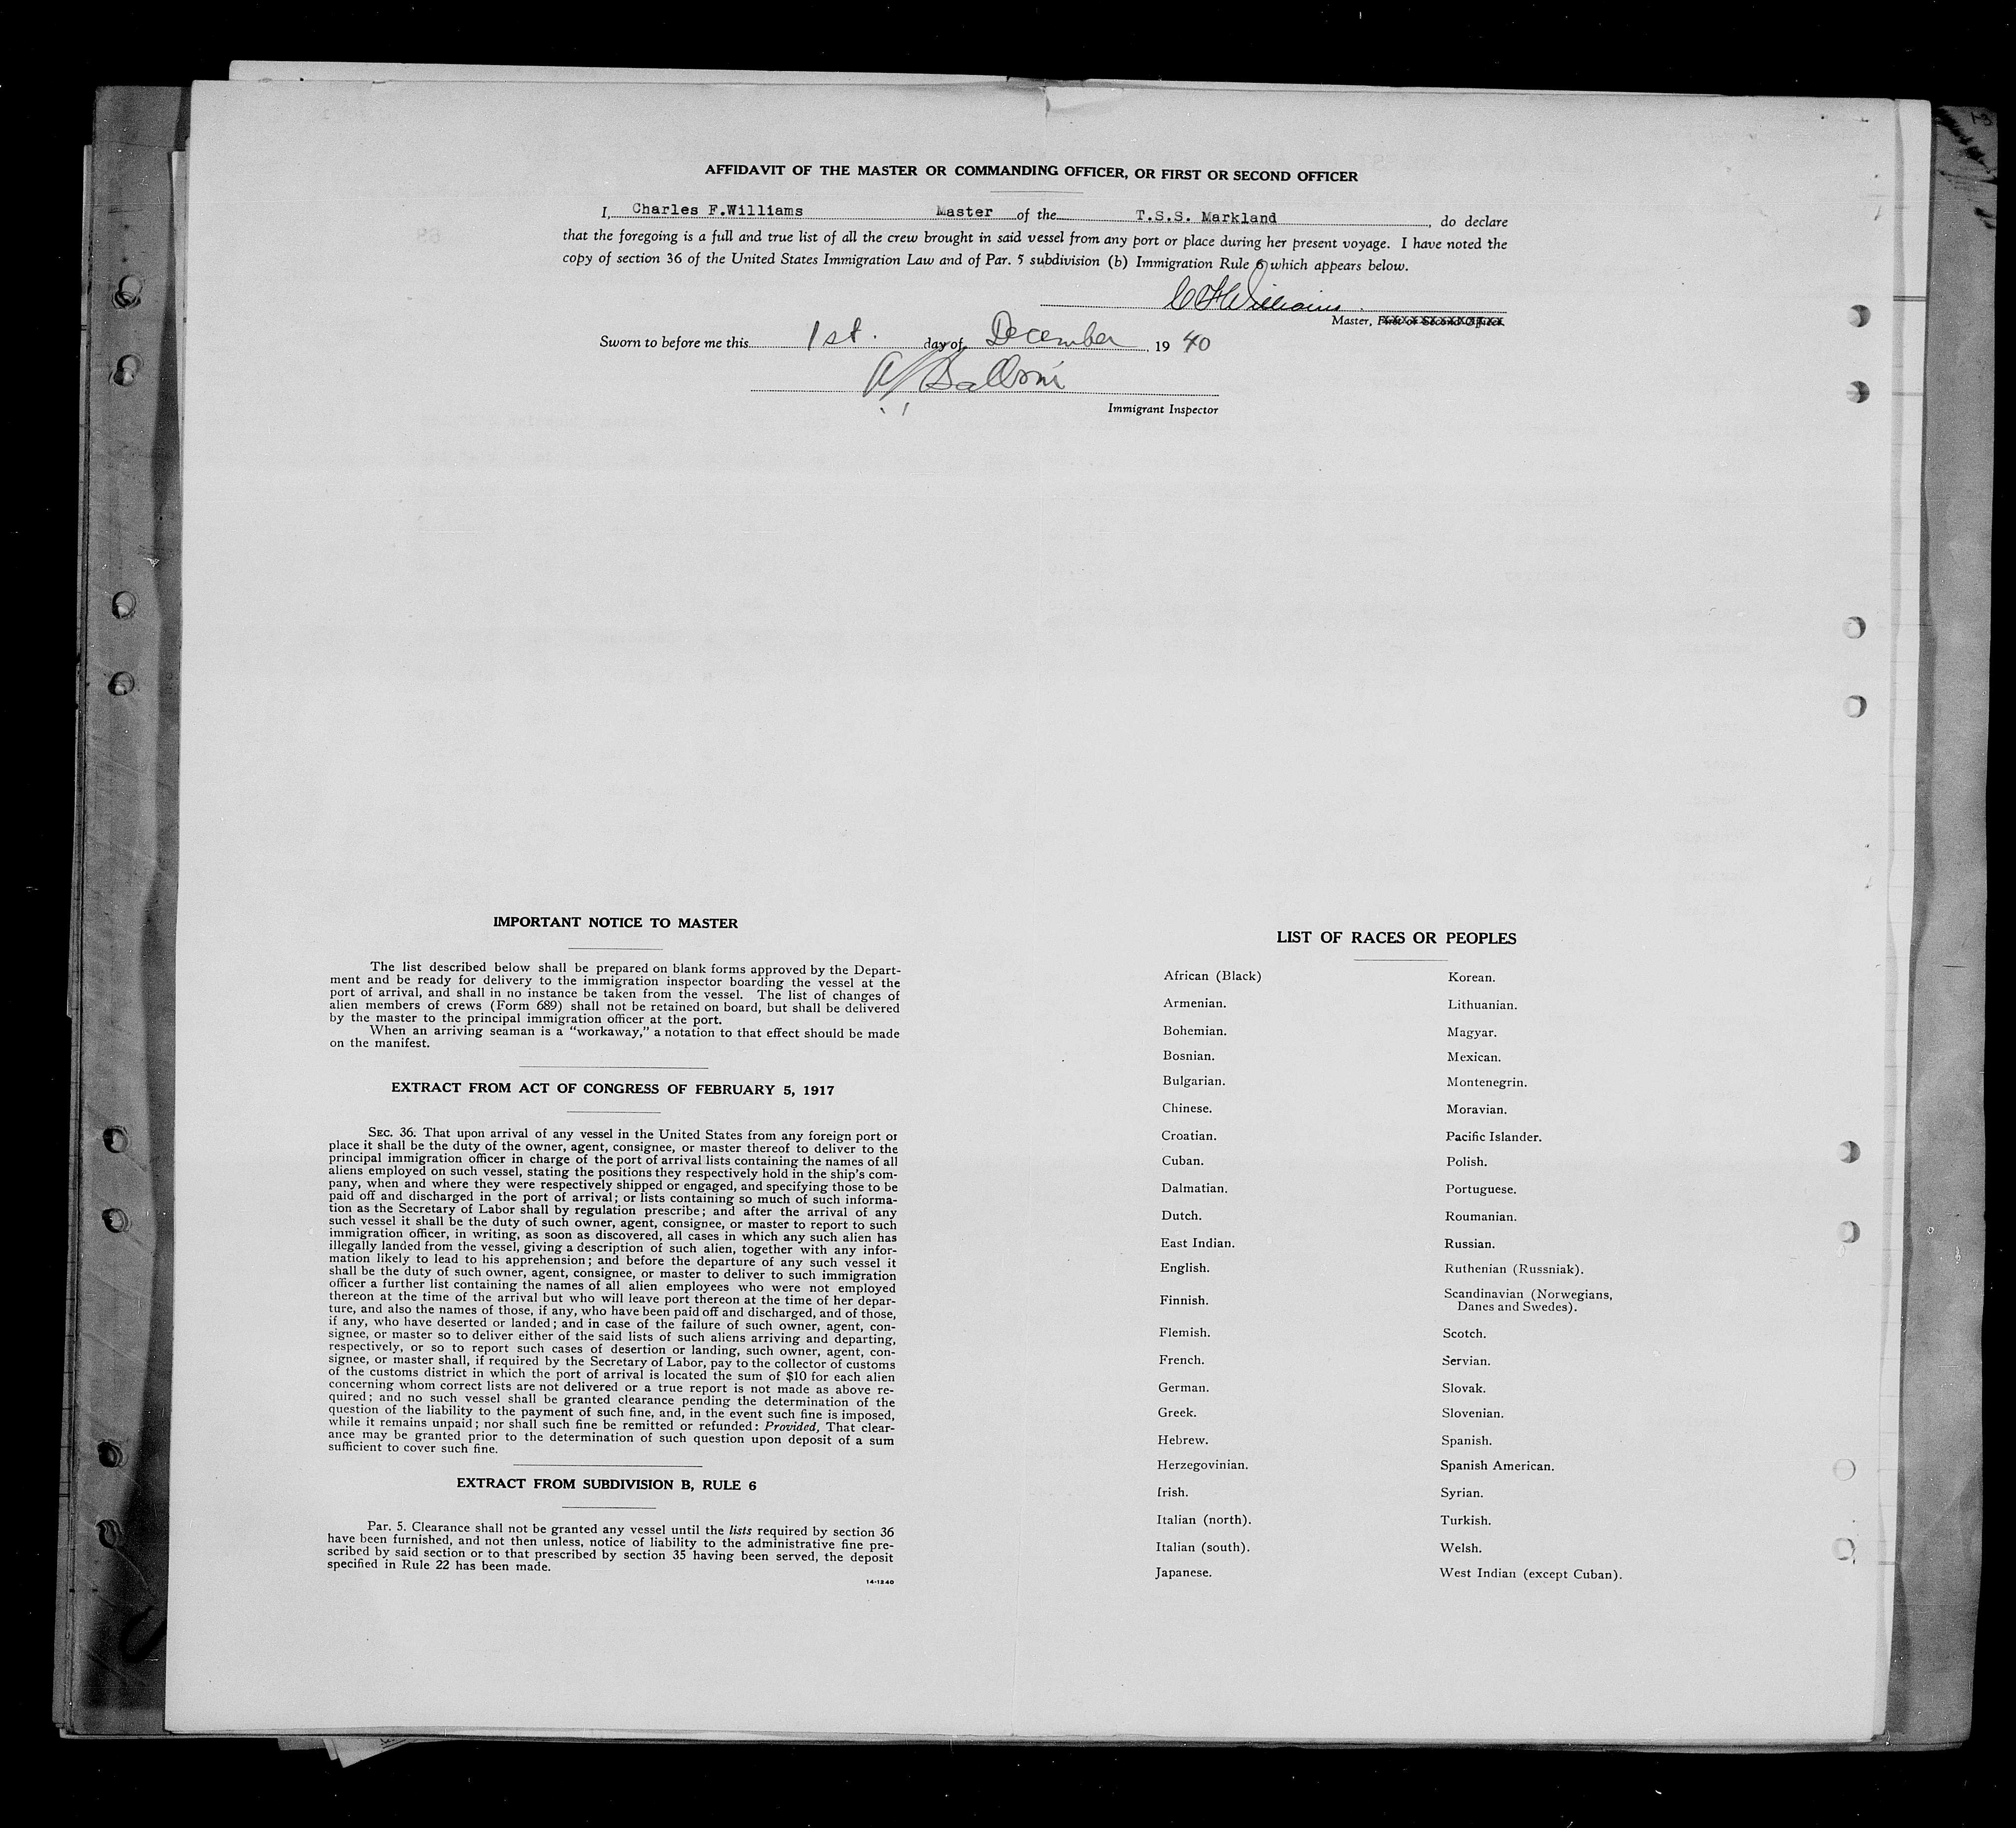 AFFIDAVIT OF THE MASTER OR COMMANDING OFFICER, OR FIRST OR SECOND OFFICER
I, Charles F.Williams Master of the T.S.S. Markland, do declare
that the foregoing is a full and true list of all the crew brought in said vessel from any port or place during her present voyage. I have noted the
copy of section 36 of the United States Immigration Law and of Par. 5 subdivision (b) Immigration Rule 6 which appears below.
C F Williams.
Master, First or Second Officer.
Sworn to before me this 1st. day of December, 19 40
Immigrant Inspector
IMPORTANT NOTICE TO MASTER
The list described below shall be prepared on blank forms approved by the Depart-
ment and be ready for delivery to the immigration inspector boarding the vessel at the
port of arrival, and shall in no instance be taken from the vessel. The list of changes of
alien members of crews (Form 689) shall not be retained on board, but shall be delivered
by the master to the principal immigration officer at the port.
When an arriving seaman is a "workaway," a notation to that effect should be made
on the manifest.
EXTRACT FROM ACT OF CONGRESS OF FEBRUARY 5, 1917
SEC. 36. That upon arrival of any vessel in the United States from any foreign port or
place it shall be the duty of the owner, agent, consignee, or master thereof to deliver to the
principal immigration officer in charge of the port of arrival lists containing the names of all
aliens employed on such vessel, stating the positions they respectively hold in the ship's com-
pany, when and where they were respectively shipped or engaged, and specifying those to be
paid off and discharged in the port of arrival; or lists containing so much of such informa-
tion as the Secretary of Labor shall by regulation prescribe; and after the arrival of any
such vessel it shall be the duty of such owner, agent, consignee, or master to report to such
immigration officer, in writing, as soon as discovered, all cases in which any such alien has
illegally landed from the vessel, giving a description of such alien, together with any infor-
mation likely to lead to his apprehension; and before the departure of any such vessel it
shall be the duty of such owner, agent, consignee, or master to deliver to such immigration
officer a further list containing the names of all alien employees who were not employed
thereon at the time of the arrival but who will leave port thereon at the time of her depar-
ture, and also the names of those, if any, who have been paid off and discharged, and of those,
if any, who have deserted or landed; and in case of the failure of such owner, agent, con-
signee, or master so to deliver either of the said lists of such aliens arriving and departing,
respectively, or so to report such cases of desertion or landing, such owner, agent, con-
signee, or master shall, if required by the Secretary of Labor, pay to the collector of customs
of the customs district in which the port of arrival is located the sum of $10 for each alien
concerning whom correct lists are not delivered or a true report is not made as above re-
quired; and no such vessel shall be granted clearance pending the determination of the
question of the liability to the payment of such fine, and, in the event such fine is imposed,
while it remains unpaid; nor shall such fine be remitted or refunded: Provided, That clear-
ance may be granted prior to the determination of such question upon deposit of a sum
sufficient to cover such fine.
EXTRACT FROM SUBDIVISION B, RULE 6
Par. 5. Clearance shall not be granted any vessel until the lists required by section 36
have been furnished, and not then unless, notice of liability to the administrative fine pre-
scribed by said section or to that prescribed by section 35 having been served, the deposit
specified in Rule 22 has been made.
14-1240
LIST OF RACES OR PEOPLES
African (Black)
Armenian.
Bohemian.
Bosnian.
Bulgarian.
Chinese.
Croatian.
Cuban.
Dalmatian.
Dutch.
East Indian.
English.
Finnish.
Flemish.
French.
German.
Greek.
Hebrew.
Herzegovinian.
Irish.
Italian (north).
Italian (south).
Japanese.
Korean.
Lithuanian.
Magyar.
Mexican.
Montenegrin.
Moravian.
Pacific Islander.
Polish.
Portuguese.
Roumanian.
Russian.
Ruthenian (Russniak).
Scandinavian (Norwegians,
Danes and Swedes).
Scotch.
Servian.
Slovak.
Slovenian.
Spanish.
Spanish American.
Syrian.
Turkish.
Welsh.
West Indian (except Cuban).